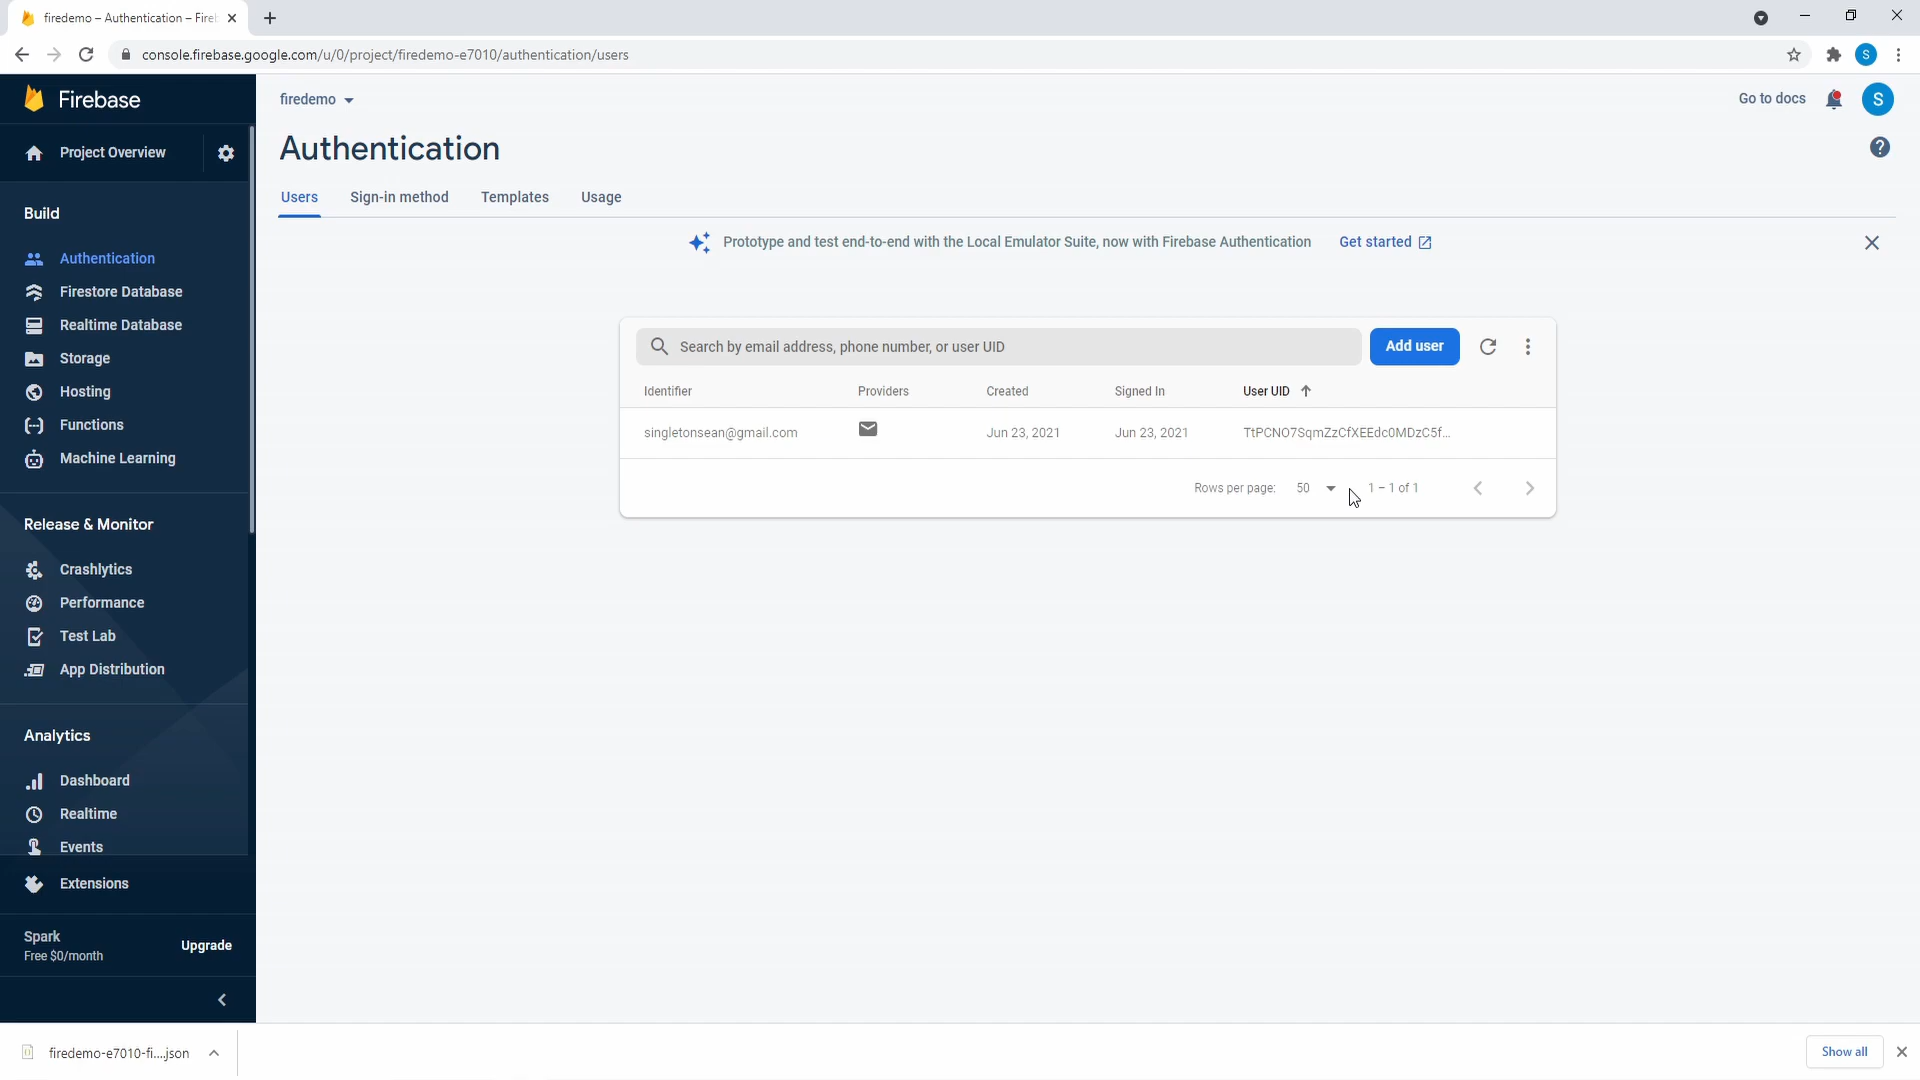 firedemo – Authentication – Fire
console.firebase.google.com/u/0/project/firedemo-e7010/authentication/users
S
Firebase
firedemo
Go to docs
S
Project Overview
Authentication
Users Sign-in method Templates Usage
Prototype and test end-to-end with the Local Emulator Suite, now with Firebase Authentication Get started
Build
Authentication
Firestore Database
Realtime Database
Storage
Hosting
Functions
Machine Learning
Release & Monitor
Crashlytics
Performance
Test Lab
App Distribution
Analytics
Dashboard
Realtime
Events
Extensions
Spark
Free $0/month
Upgrade
Search by email address, phone number, or user UID
Add user
Identifier Providers Created Signed In User UID
singletonsean@gmail.com Jun 23, 2021 Jun 23, 2021 TtPCNO7SqmZzCfXEEdc0MDzC5f...
Rows per page: 50 1 – 1 of 1
firedemo-e7010-fi....json
Show all